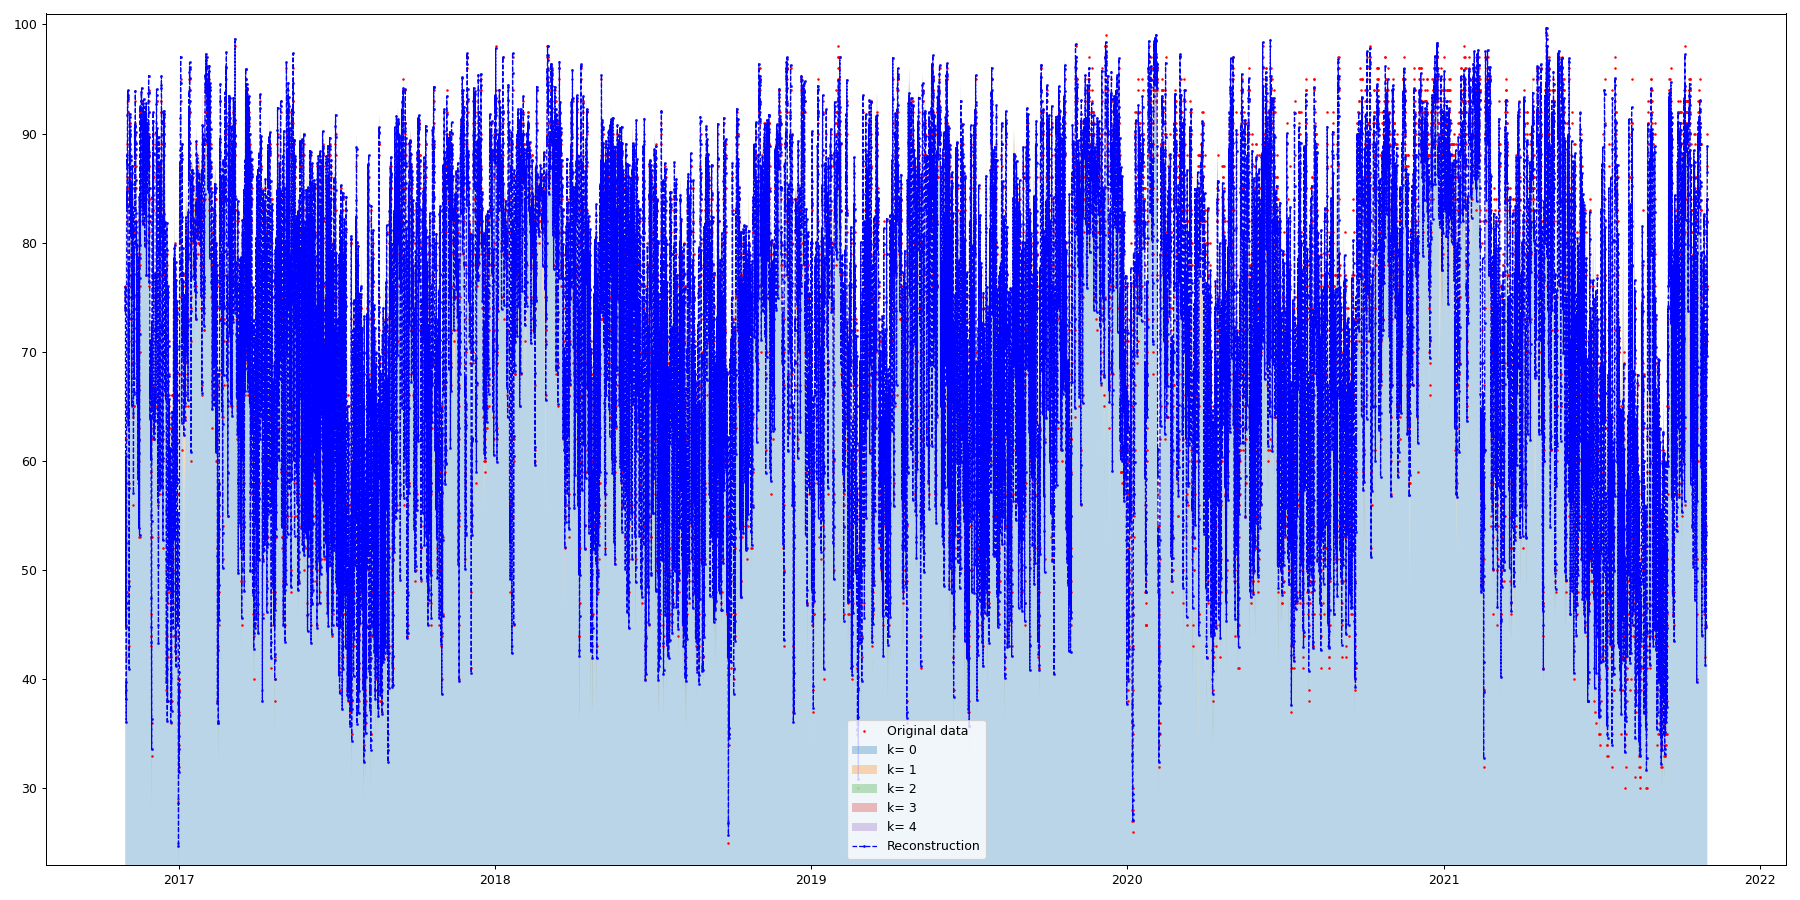 100
90
80
70
60
50
40
30
Original data
k= 0
k= 1
k= 2
k= 3
k= 4
Reconstruction
2017
2018
2019
2020
2021
2022